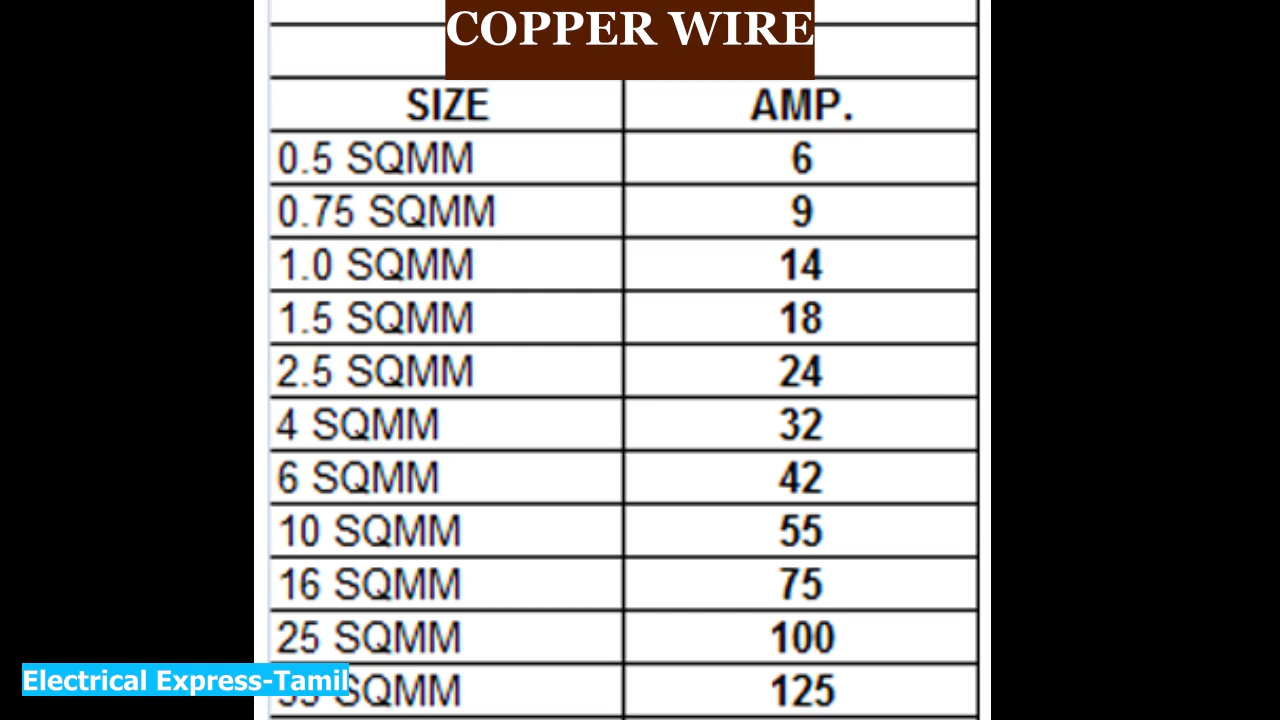 COPPER WIRE
SIZE AMP.
0.5 SQMM 6
0.75 SQMM 9
1.0 SQMM 14
1.5 SQMM 18
2.5 SQMM 24
4 SQMM 32
6 SQMM 42
10 SQMM 55
16 SQMM 75
25 SQMM 100
SQMM 125
Electrical Express-Tamil